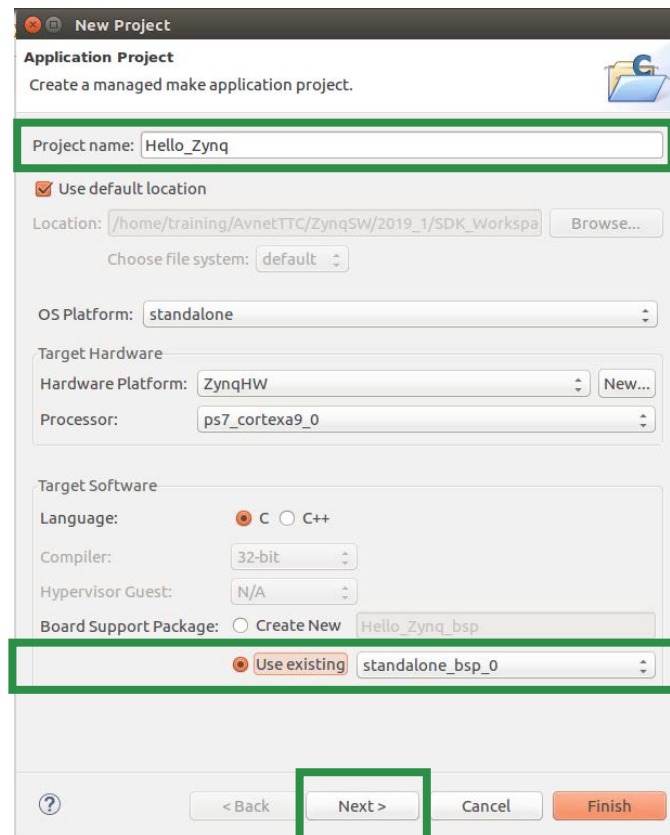 New Project
Application Project
Create a managed make application project.
Project name: Hello_Zynq
Use default location
Location: /home/training/AvnetTTC/ZynqSW/2019_1/SDK_Workspa Browse...
Choose file system: default
OS Platform: standalone
Target Hardware
Hardware Platform: ZynqHW New...
Processor: ps7_cortexa9_0
Target Software
Language: C C++
Compiler: 32-bit
Hypervisor Guest: N/A
Board Support Package: Create New Hello_Zynq_bsp
Use existing standalone_bsp_0
? < Back Next > Cancel Finish